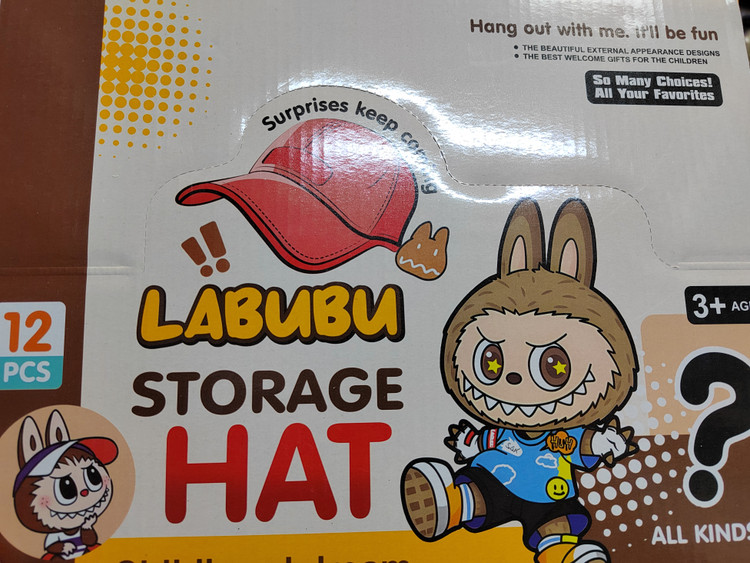 Hang out with me. It'll be fun
• THE BEAUTIFUL EXTERNAL APPEARANCE DESIGNS
• THE BEST WELCOME GIFTS FOR THE CHILDREN
So Many Choices!
All Your Favorites
Surprises keep
!!
LABUBU
3+
12
PCS
STORAGE
HAT
?
ALL KINDS